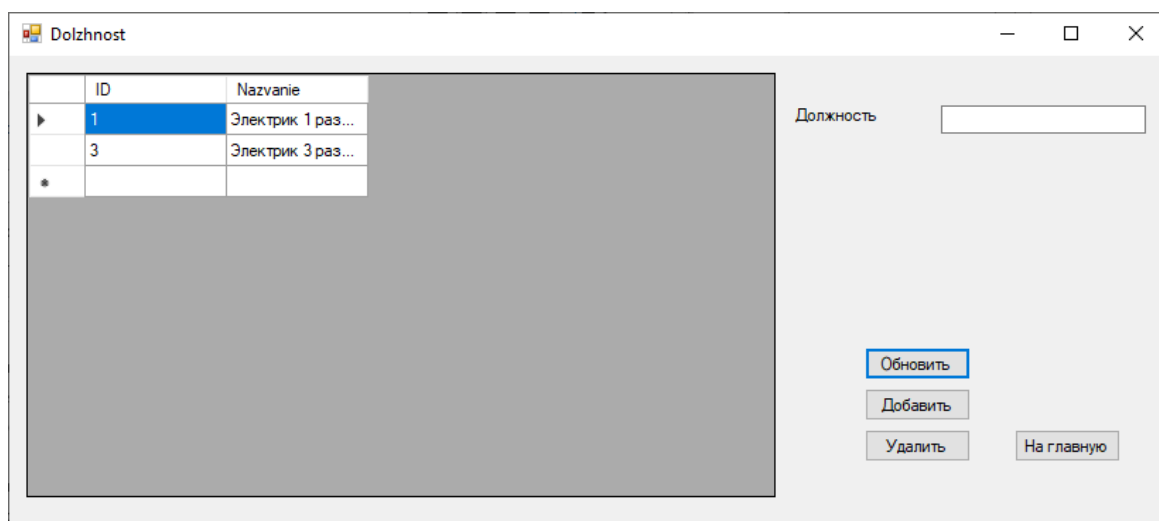 Dolzhnost
ID Nazvanie
1 Электрик 1 раз...
3 Электрик 3 раз...
Должность
Обновить
Добавить
Удалить
На главную